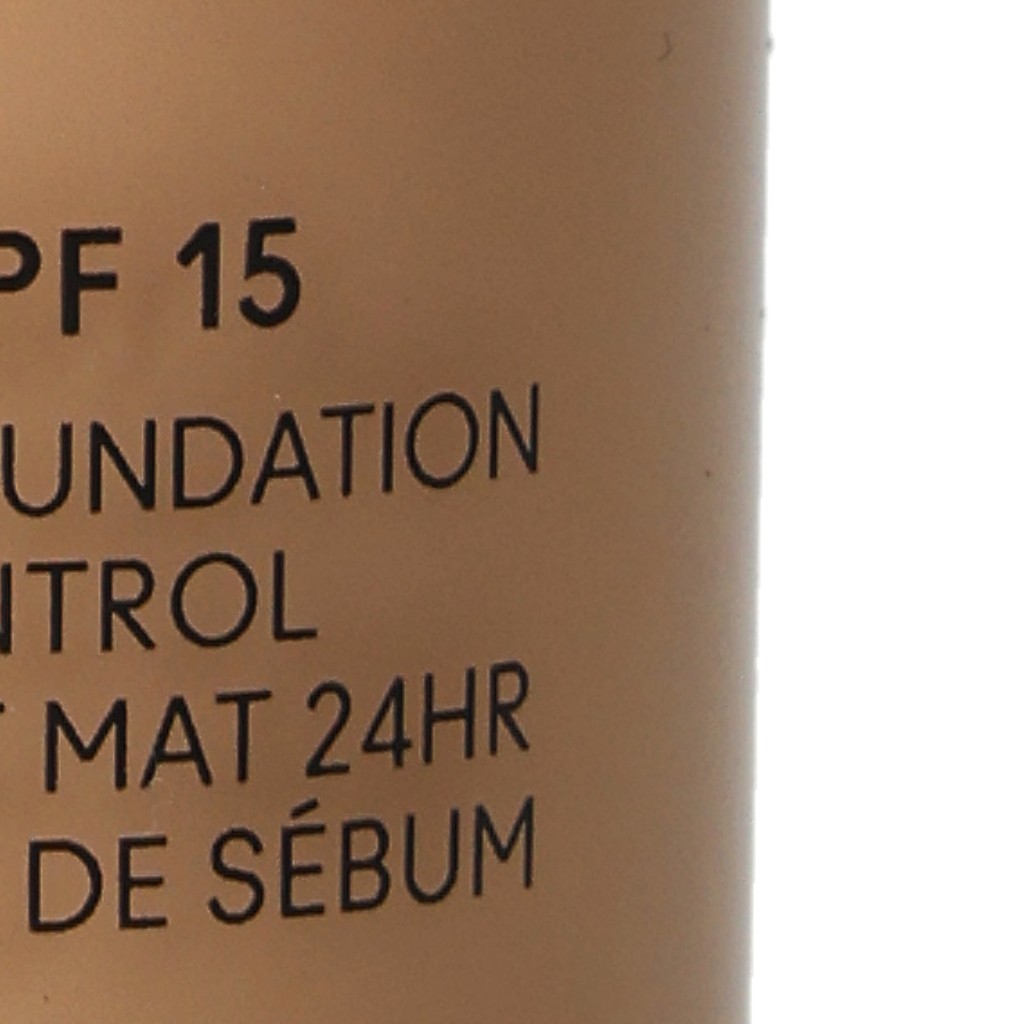 PF 15
UNDATION
NTROL
T MAT 24HR
DE SÉBUM